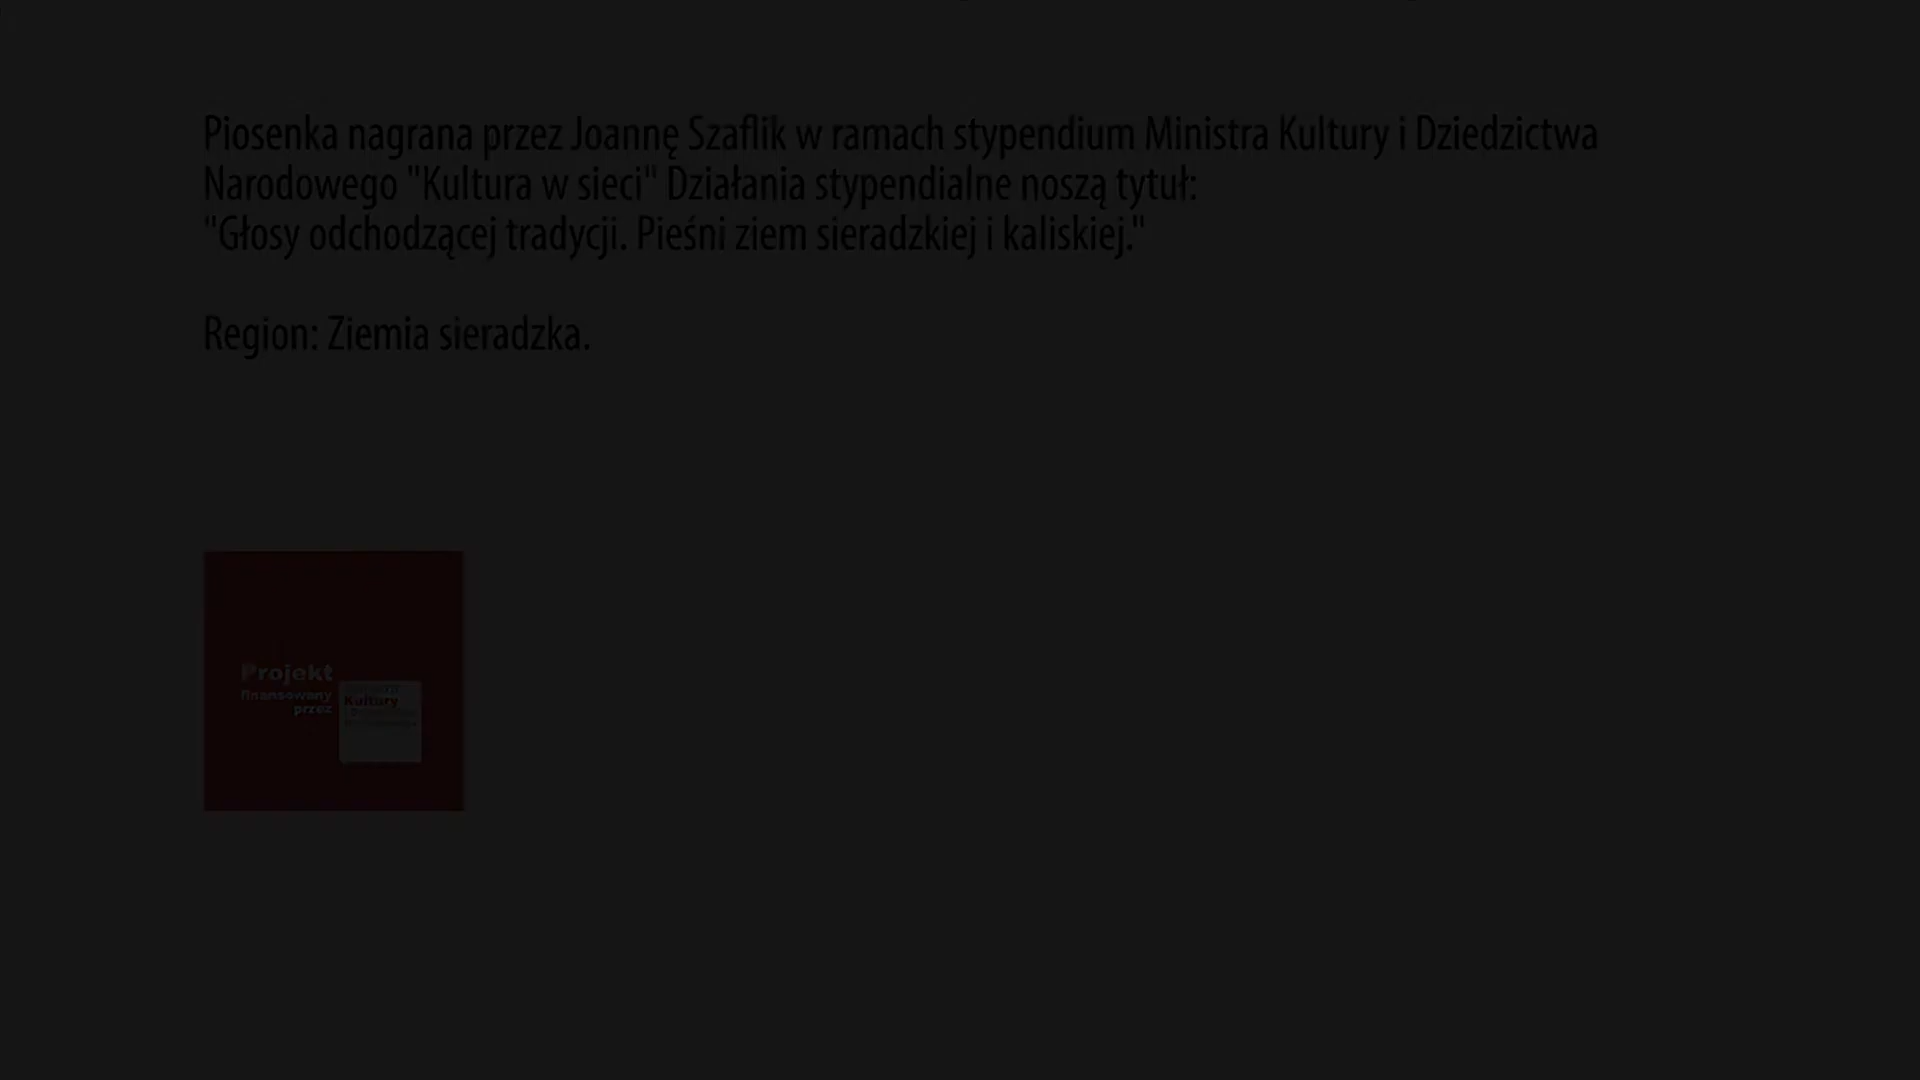 Piosenka nagrana przez Joannę Szaflik w ramach stypendium Ministra Kultury i Dziedzictwa
Narodowego "Kultura w sieci" Działania stypendialne noszą tytuł:
"Głosy odchodzącej tradycji. Pieśni ziem sieradzkiej i kaliskiej."
Region: Ziemia sieradzka.
Projekt
finansowany
przez
Kultury